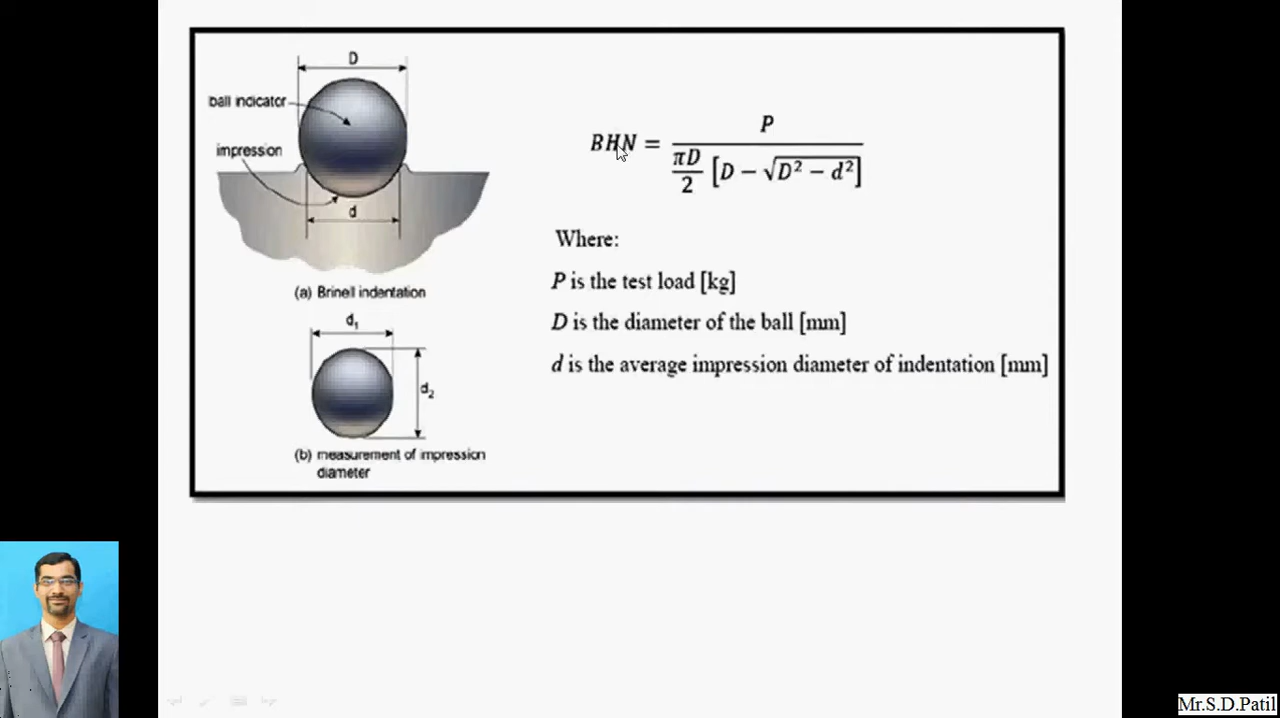 D
ball indicator
impression
d
(a) Brinell indentation
d₁
d₂
(b) measurement of impression
diameter
BHN = P / (πD/2 [D − √D² − d²])
Where:
P is the test load [kg]
D is the diameter of the ball [mm]
d is the average impression diameter of indentation [mm]
Mr.S.D.Patil